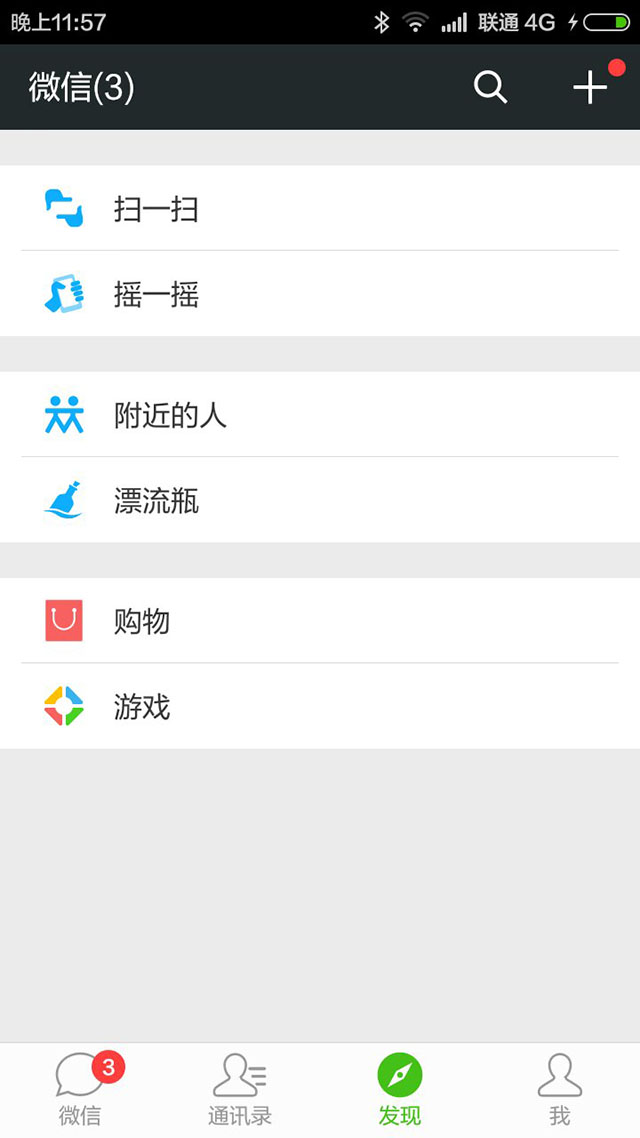 晚上11:57
联通 4G
微信(3)
扫一扫
摇一摇
附近的人
漂流瓶
购物
游戏
3
微信
通讯录
发现
我